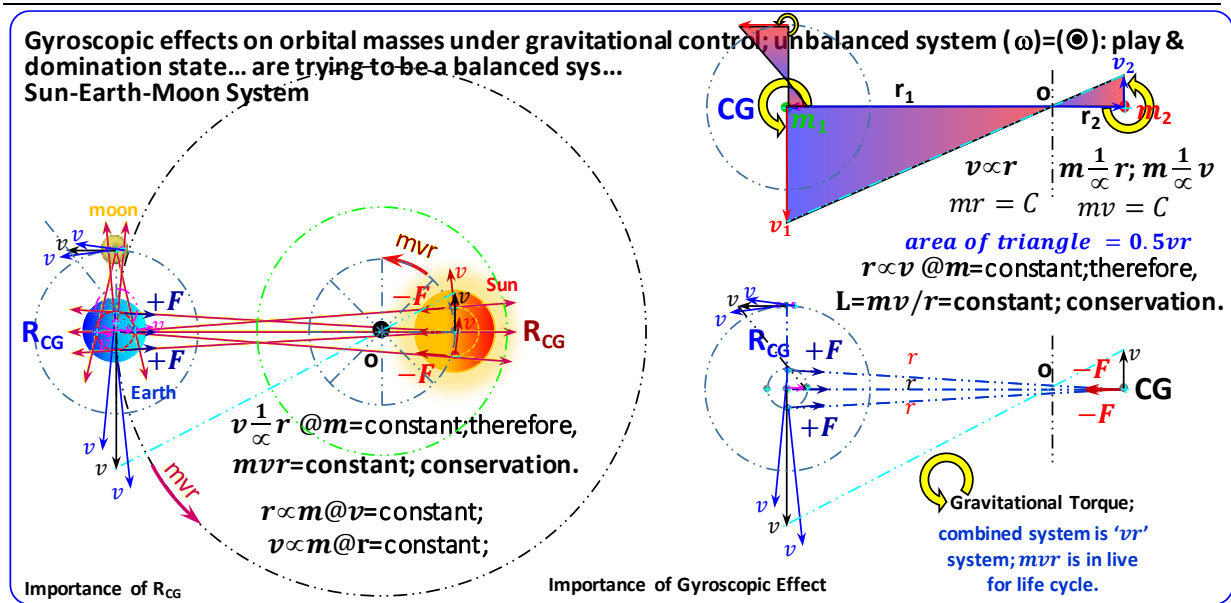 Gyroscopic effects on orbital masses under gravitational control; unbalanced system (ω)=(⦿): play &
domination state… are trying to be a balanced sys...
Sun-Earth-Moon System
moon
v
v
v
+F
R_CG
v
+F
Earth
v
v
v
mvr
mvr
v
Sun
v
−F
v
R_CG
−F
o
v 1/∝ r @m=constant;therefore,
mvr=constant; conservation.
r∝m@v=constant;
v∝m@r=constant;
Importance of R_CG
CG
m₁
r₁
o
v₂
r₂
m₂
v₁
v∝r
m 1/∝ r; m 1/∝ v
mr = C
mv = C
area of triangle = 0.5vr
r∝v @m=constant;therefore,
L=mv/r=constant; conservation.
v
v
v
R_CG
+F
r
r
r
+F
o
v
−F
CG
−F
v
v
v
Gravitational Torque;
combined system is ‘vr’
system; mvr is in live
for life cycle.
Importance of Gyroscopic Effect